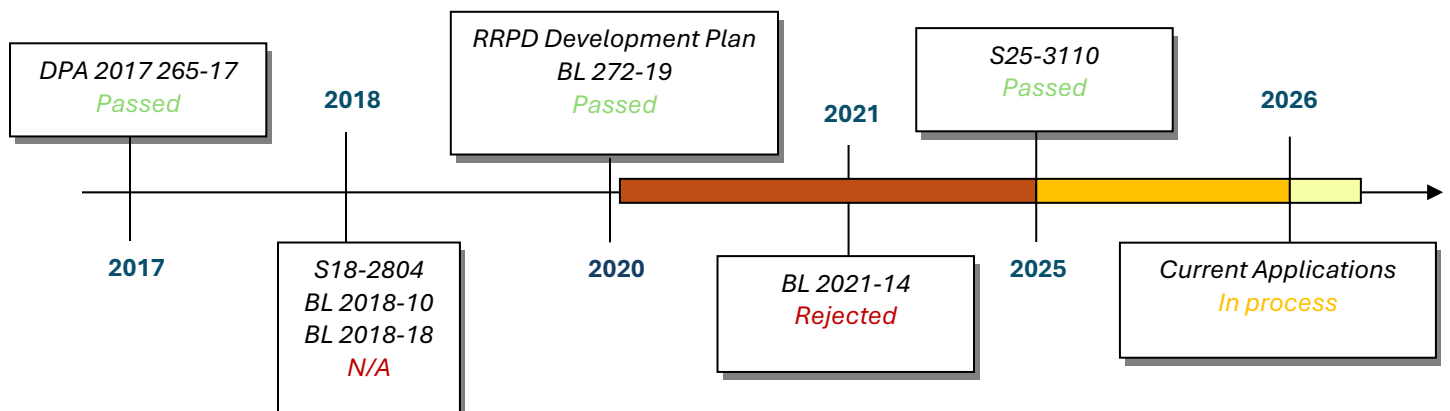 DPA 2017 265-17
Passed
2017
2018
S18-2804
BL 2018-10
BL 2018-18
N/A
RRPD Development Plan
BL 272-19
Passed
2020
2021
BL 2021-14
Rejected
S25-3110
Passed
2025
2026
Current Applications
In process